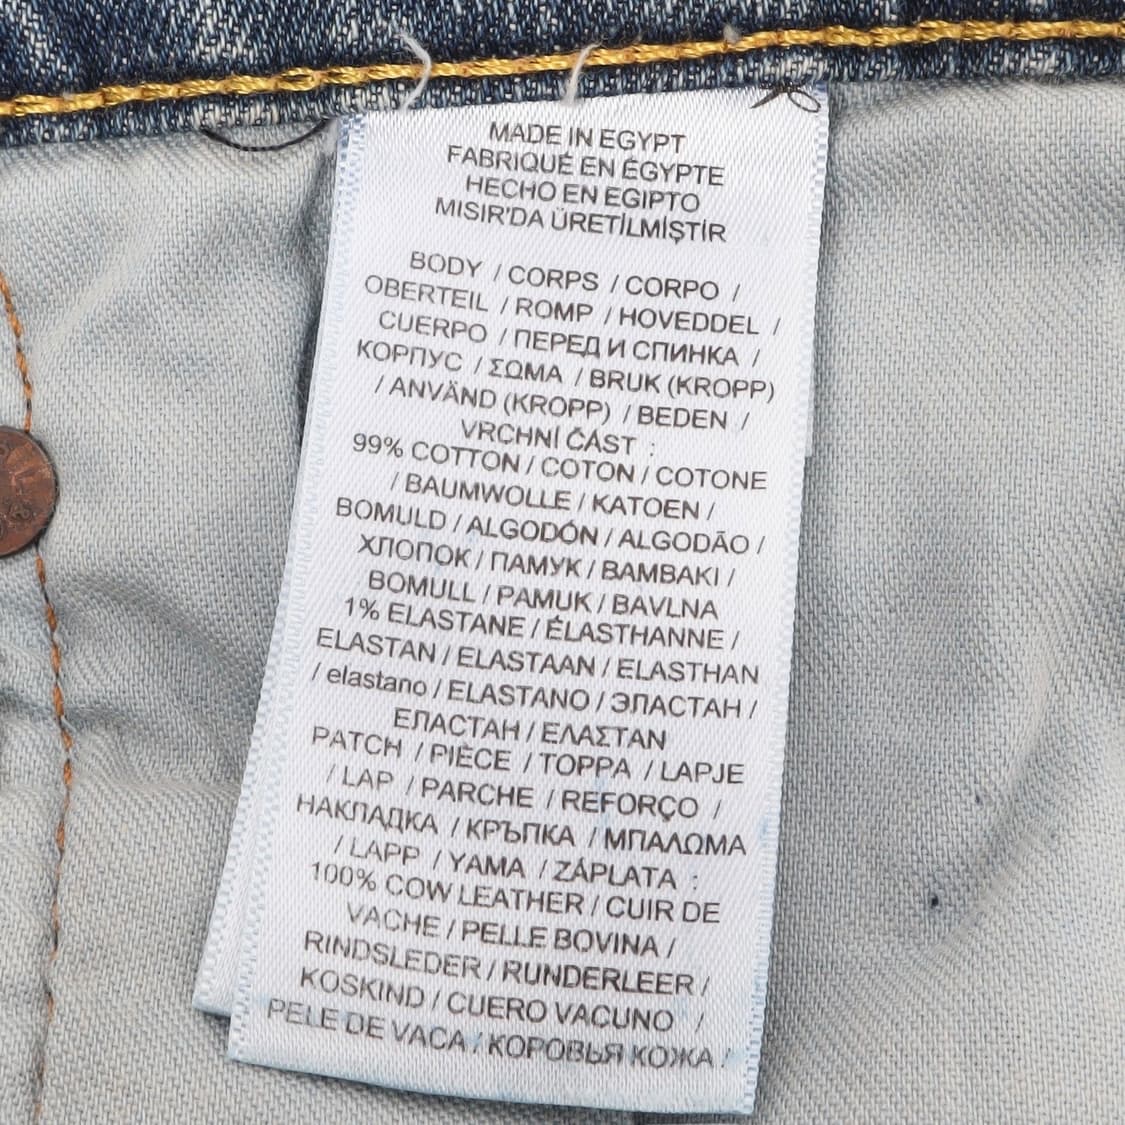 MADE IN EGYPT
FABRIQUÉ EN ÉGYPTE
HECHO EN EGIPTO
MISIR'DA ÜRETİLMİŞTİR
BODY / CORPS / CORPO /
OBERTEIL / ROMP / HOVEDDEL /
CUERPO / ПЕРЕД И СПИНКА /
КОРПУС / ΣΩΜΑ / BRUK (KROPP)
/ ANVÄND (KROPP) / BEDEN /
VRCHNÍ ČÁST :
99% COTTON / COTON / COTONE
/ BAUMWOLLE / KATOEN /
BOMULD / ALGODÓN / ALGODÃO /
ХЛОПОК / ПАМУК / BAMBAKI /
BOMULL / PAMUK / BAVLNA
1% ELASTANE / ÉLASTHANNE /
ELASTAN / ELASTAAN / ELASTHAN
/ elastano / ELASTANO / ЭЛАСТАН /
ЕЛАСТАН / ΕΛΑΣΤΑΝ
PATCH / PIÈCE / TOPPA / LAPJE
/ LAP / PARCHE / REFORÇO /
НАКЛАДКА / КРЪПКА / ΜΠΑΛΩΜΑ
/ LAPP / YAMA / ZÁPLATA :
100% COW LEATHER / CUIR DE
VACHE / PELLE BOVINA /
RINDSLEDER / RUNDERLEER /
KOSKIND / CUERO VACUNO /
PELE DE VACA / КОРОВЬЯ КОЖА /